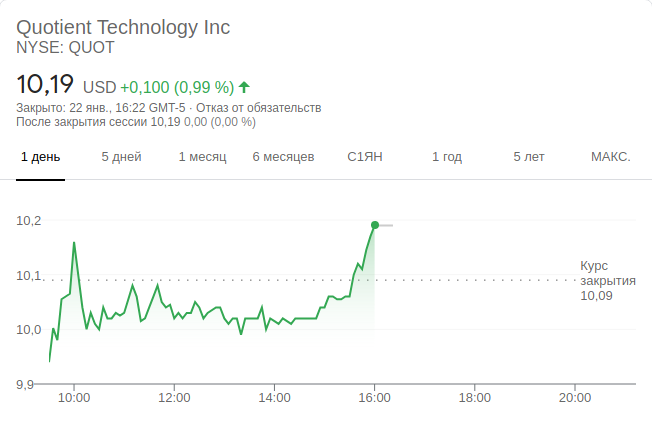 Quotient Technology Inc
NYSE: QUOT
10,19 USD +0,100 (0,99 %)
Закрыто: 22 янв., 16:22 GMT-5 · Отказ от обязательств
После закрытия сессии 10,19 0,00 (0,00 %)
1 день 5 дней 1 месяц 6 месяцев С1ЯН 1 год 5 лет МАКС.
10,2
10,1
10,0
9,9
Курс
закрытия
10,09
10:00 12:00 14:00 16:00 18:00 20:00